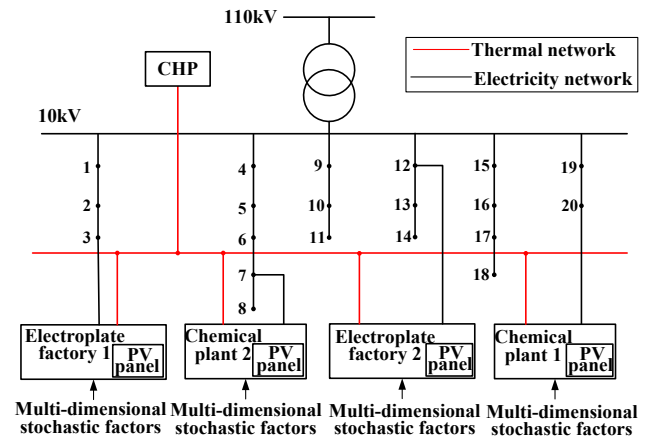 110kV
Thermal network
Electricity network
CHP
10kV
1
4
9
12
15
19
2
5
10
13
16
20
3
6
11
14
17
7
18
8
Electroplate
factory 1
PV
panel
Chemical
plant 2
PV
panel
Electroplate
factory 2
PV
panel
Chemical
plant 1
PV
panel
Multi-dimensional
stochastic factors
Multi-dimensional
stochastic factors
Multi-dimensional
stochastic factors
Multi-dimensional
stochastic factors